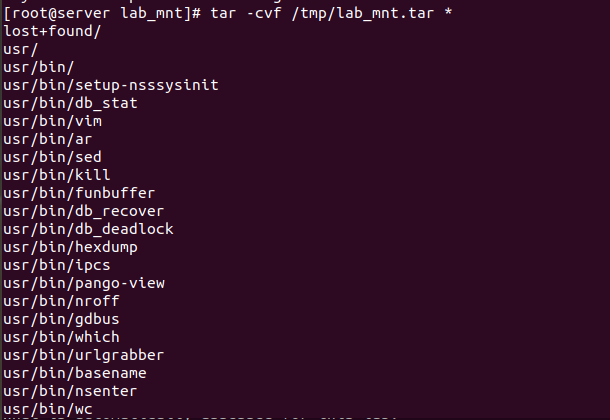 [root@server lab_mnt]# tar -cvf /tmp/lab_mnt.tar *
lost+found/
usr/
usr/bin/
usr/bin/setup-nsssysinit
usr/bin/db_stat
usr/bin/vim
usr/bin/ar
usr/bin/sed
usr/bin/kill
usr/bin/funbuffer
usr/bin/db_recover
usr/bin/db_deadlock
usr/bin/hexdump
usr/bin/ipcs
usr/bin/pango-view
usr/bin/nroff
usr/bin/gdbus
usr/bin/which
usr/bin/urlgrabber
usr/bin/basename
usr/bin/nsenter
usr/bin/wc